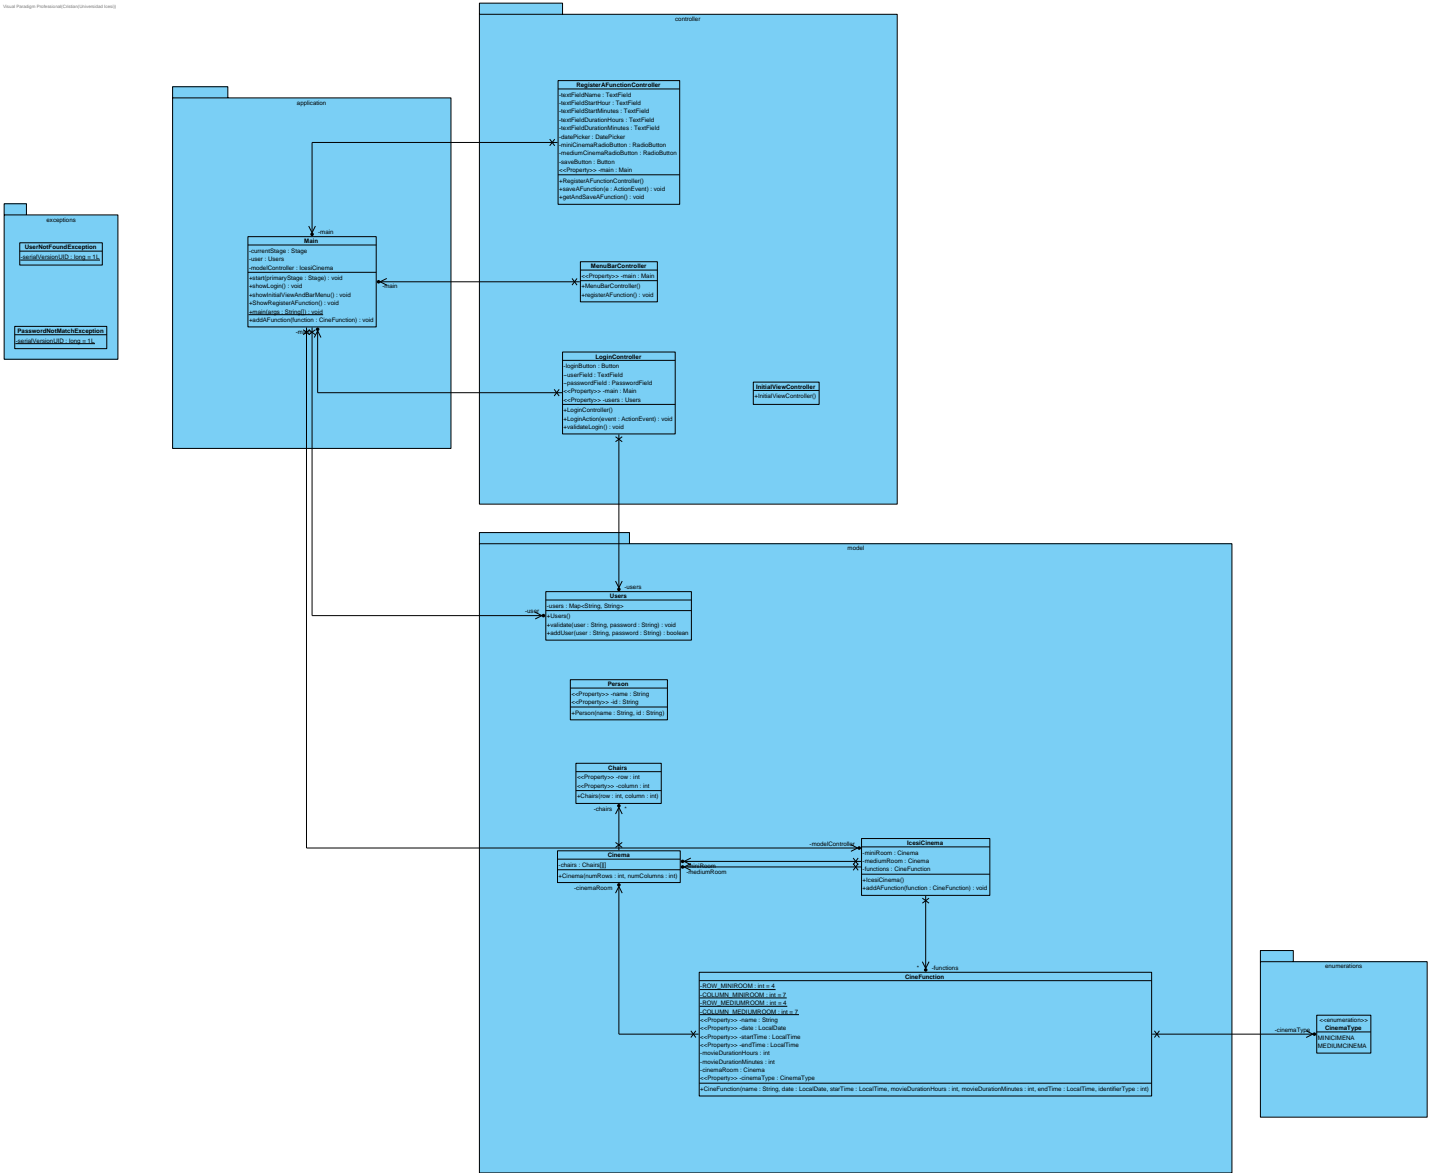 Visual Paradigm Professional(Cristian(Universidad Icesi))
controller
RegisterAFunctionController
-textFieldName : TextField
-textFieldStartHour : TextField
-textFieldStartMinutes : TextField
-textFieldDurationHours : TextField
-textFieldDurationMinutes : TextField
-datePicker : DatePicker
-miniCinemaRadioButton : RadioButton
-mediumCinemaRadioButton : RadioButton
-saveButton : Button
<<Property>> -main : Main
+RegisterAFunctionController()
+saveAFunction(e : ActionEvent) : void
+getAndSaveAFunction() : void
application
-main
Main
-currentStage : Stage
-user : Users
-modelController : IcesiCinema
+start(primaryStage : Stage) : void
+showLogin() : void
+showInitialViewAndBarMenu() : void
+ShowRegisterAFunction() : void
+main(args : String[]) : void
+addAFunction(function : CineFunction) : void
-main
exceptions
UserNotFoundException
-serialVersionUID : long = 1L
PasswordNotMatchException
-serialVersionUID : long = 1L
MenuBarController
<<Property>> -main : Main
+MenuBarController()
+registerAFunction() : void
LoginController
-loginButton : Button
-userField : TextField
-passwordField : PasswordField
<<Property>> -main : Main
<<Property>> -users : Users
+LoginController()
+LoginAction(event : ActionEvent) : void
+validateLogin() : void
InitialViewController
+InitialViewController()
model
-users
Users
-users : Map<String, String>
+Users()
+validate(user : String, password : String) : void
+addUser(user : String, password : String) : boolean
-user
Person
<<Property>> -name : String
<<Property>> -id : String
+Person(name : String, id : String)
Chairs
<<Property>> -row : int
<<Property>> -column : int
+Chairs(row : int, column : int)
-chairs
*
Cinema
-chairs : Chairs[][]
+Cinema(numRows : int, numColumns : int)
-cinemaRoom
-modelController
-mediumRoom
IcesiCinema
-miniRoom : Cinema
-mediumRoom : Cinema
-functions : CineFunction
+IcesiCinema()
+addAFunction(function : CineFunction) : void
*
-functions
CineFunction
-ROW_MINIROOM : int = 4
-COLUMN_MINIROOM : int = 7
-ROW_MEDIUMROOM : int = 4
-COLUMN_MEDIUMROOM : int = 7
<<Property>> -name : String
<<Property>> -date : LocalDate
<<Property>> -startTime : LocalTime
<<Property>> -endTime : LocalTime
-movieDurationHours : int
-movieDurationMinutes : int
-cinemaRoom : Cinema
<<Property>> -cinemaType : CinemaType
+CineFunction(name : String, date : LocalDate, starTime : LocalTime, movieDurationHours : int, movieDurationMinutes : int, endTime : LocalTime, identifierType : int)
enumerations
-cinemaType
<<enumeration>>
CinemaType
MINICIMENA
MEDIUMCINEMA